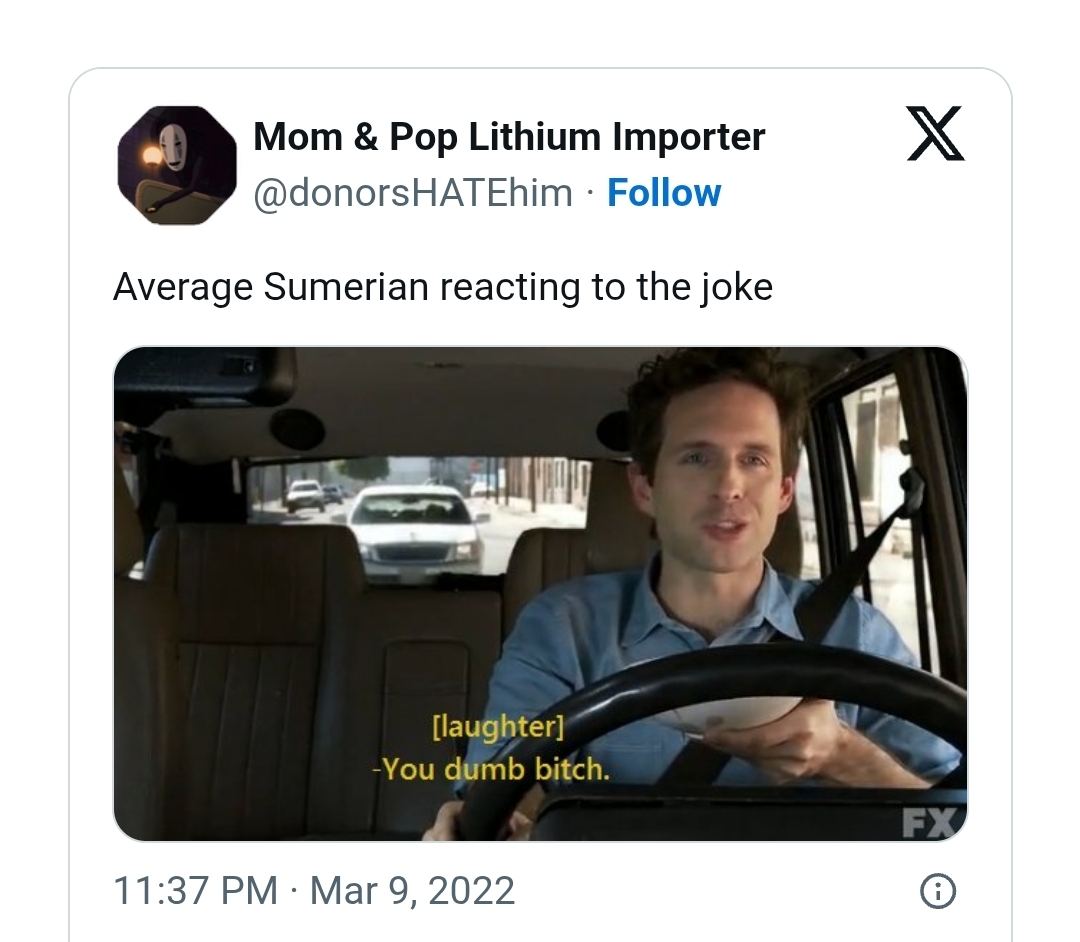 Mom & Pop Lithium Importer
@donorsHATEhim · Follow
Average Sumerian reacting to the joke
[laughter]
-You dumb bitch.
FX
11:37 PM · Mar 9, 2022